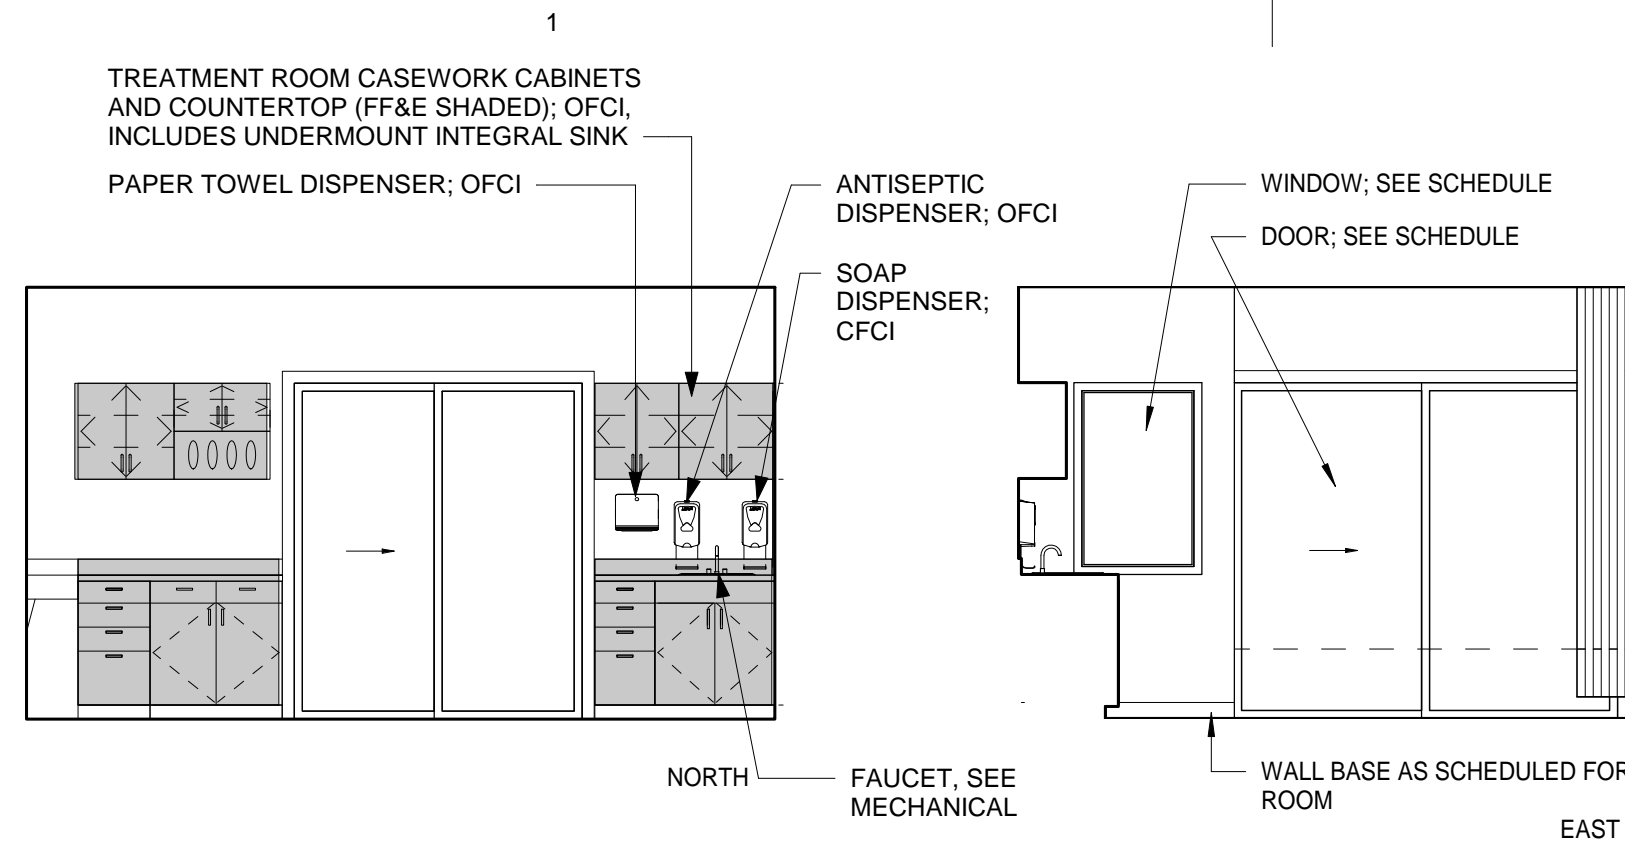 1
TREATMENT ROOM CASEWORK CABINETS
AND COUNTERTOP (FF&E SHADED); OFCI,
INCLUDES UNDERMOUNT INTEGRAL SINK
PAPER TOWEL DISPENSER; OFCI
ANTISEPTIC
DISPENSER; OFCI
SOAP
DISPENSER;
CFCI
WINDOW; SEE SCHEDULE
DOOR; SEE SCHEDULE
NORTH
FAUCET, SEE
MECHANICAL
WALL BASE AS SCHEDULED FOR
ROOM
EAST